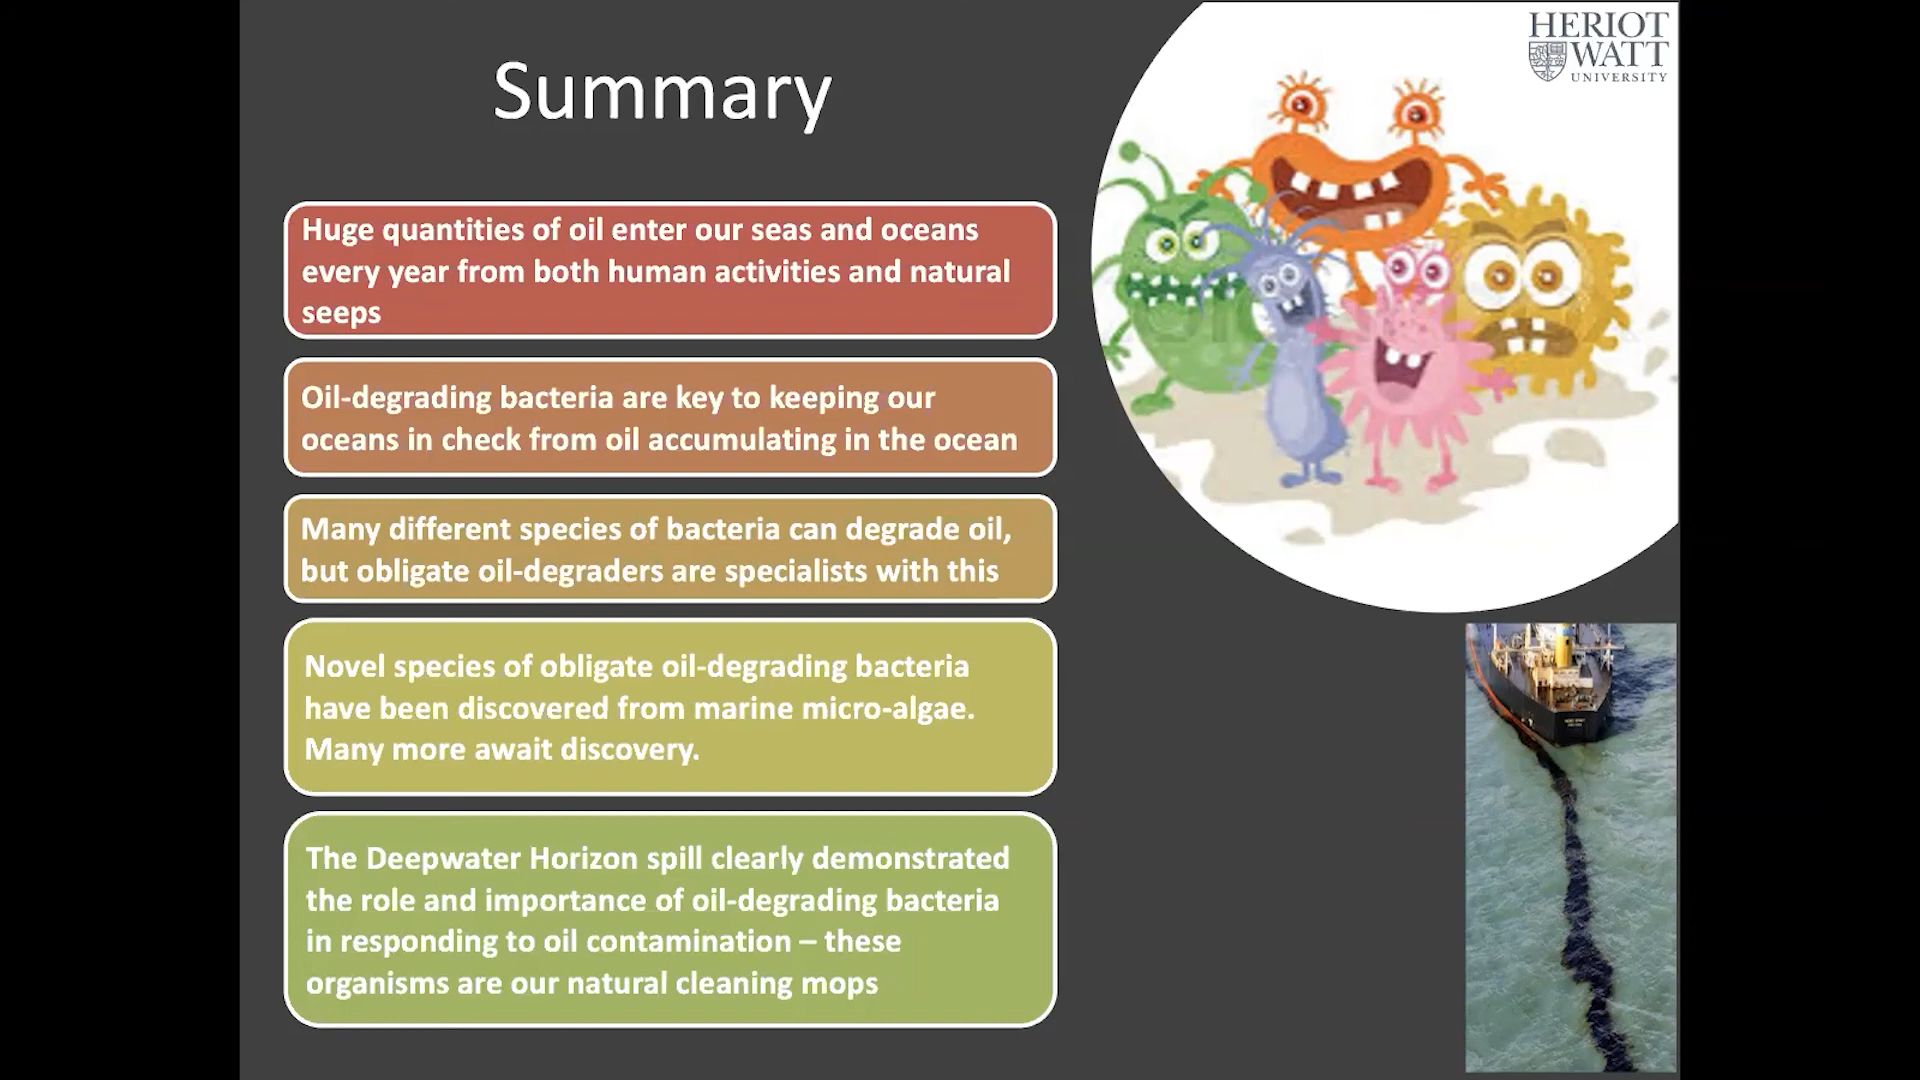 Summary
HERIOT
WATT
UNIVERSITY
Huge quantities of oil enter our seas and oceans
every year from both human activities and natural
seeps
Oil-degrading bacteria are key to keeping our
oceans in check from oil accumulating in the ocean
Many different species of bacteria can degrade oil,
but obligate oil-degraders are specialists with this
Novel species of obligate oil-degrading bacteria
have been discovered from marine micro-algae.
Many more await discovery.
The Deepwater Horizon spill clearly demonstrated
the role and importance of oil-degrading bacteria
in responding to oil contamination – these
organisms are our natural cleaning mops